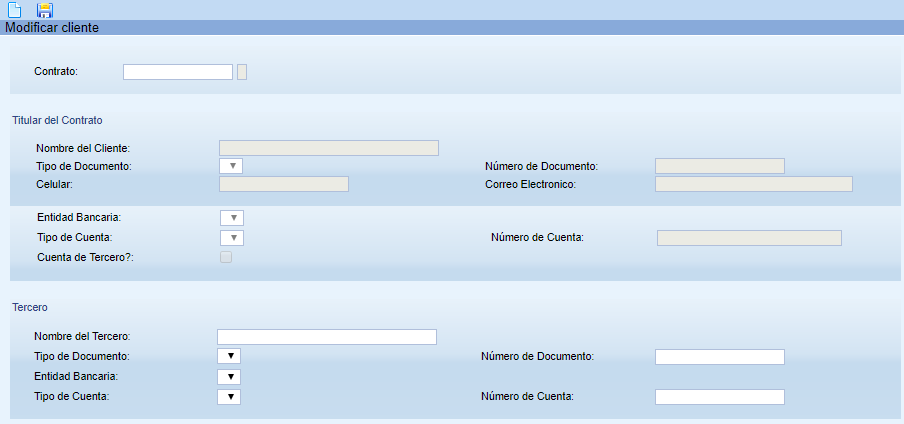 Modificar cliente
Contrato:
Titular del Contrato
Nombre del Cliente:
Tipo de Documento: Número de Documento:
Celular: Correo Electronico:
Entidad Bancaria:
Tipo de Cuenta: Número de Cuenta:
Cuenta de Tercero?:
Tercero
Nombre del Tercero:
Tipo de Documento: Número de Documento:
Entidad Bancaria:
Tipo de Cuenta: Número de Cuenta: